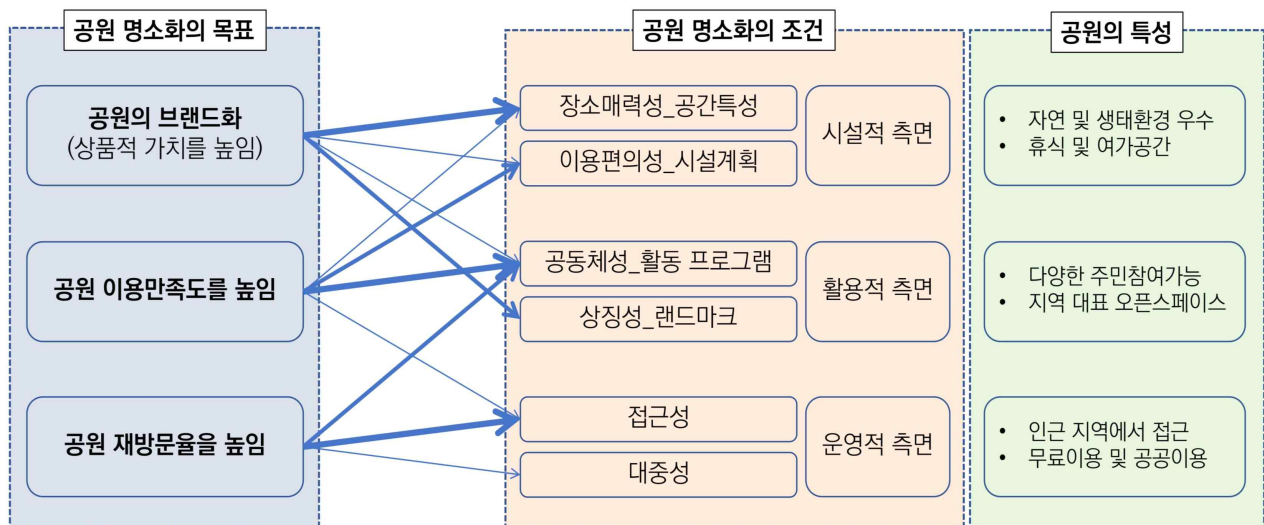 공원 명소화의 목표
공원의 브랜드화
(상품적 가치를 높임)
공원 이용만족도를 높임
공원 재방문율을 높임
공원 명소화의 조건
장소매력성_공간특성
이용편의성_시설계획
시설적 측면
공동체성_활동 프로그램
상징성_랜드마크
활용적 측면
접근성
대중성
운영적 측면
공원의 특성
• 자연 및 생태환경 우수
• 휴식 및 여가공간
• 다양한 주민참여가능
• 지역 대표 오픈스페이스
• 인근 지역에서 접근
• 무료이용 및 공공이용